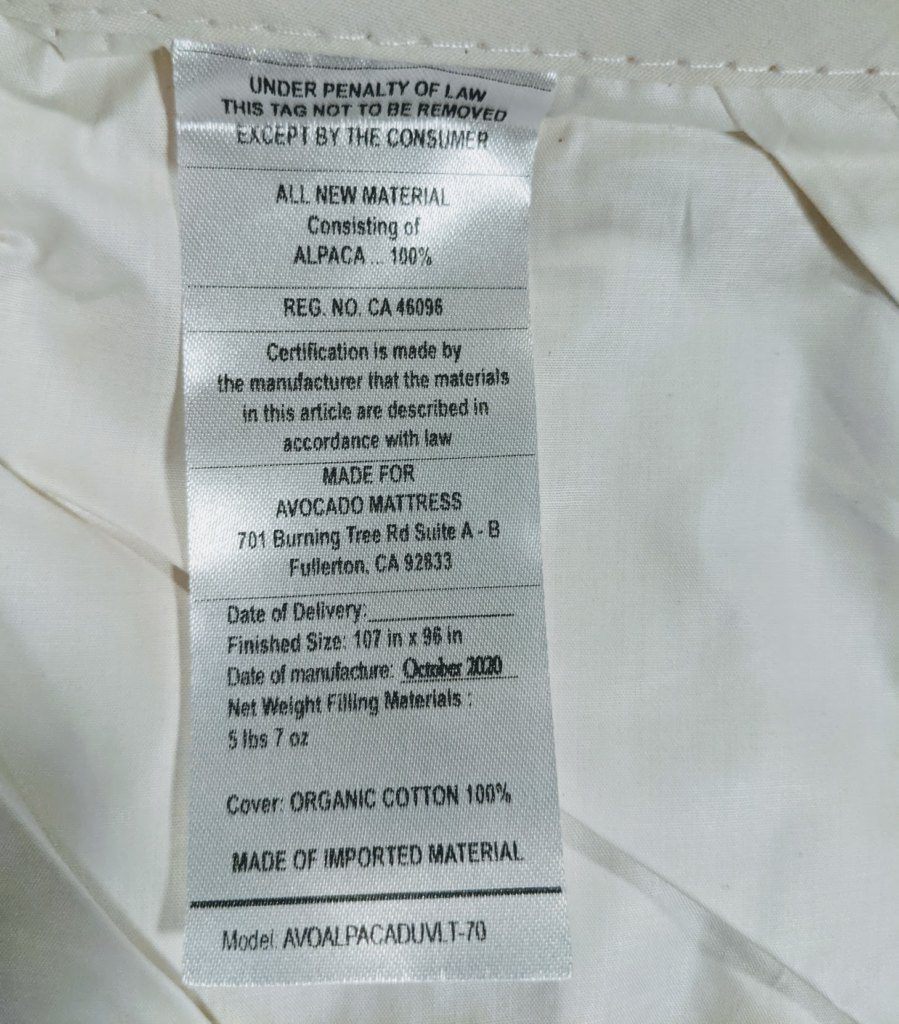 UNDER PENALTY OF LAW
THIS TAG NOT TO BE REMOVED
EXCEPT BY THE CONSUMER
ALL NEW MATERIAL
Consisting of
ALPACA ... 100%
REG. NO. CA 46096
Certification is made by
the manufacturer that the materials
in this article are described in
accordance with law
MADE FOR
AVOCADO MATTRESS
701 Burning Tree Rd Suite A - B
Fullerton, CA 92833
Date of Delivery:
Finished Size: 107 in x 96 in
Date of manufacture: October 2020
Net Weight Filling Materials :
5 lbs 7 oz
Cover: ORGANIC COTTON 100%
MADE OF IMPORTED MATERIAL
Model: AVOALPACADUVLT-70